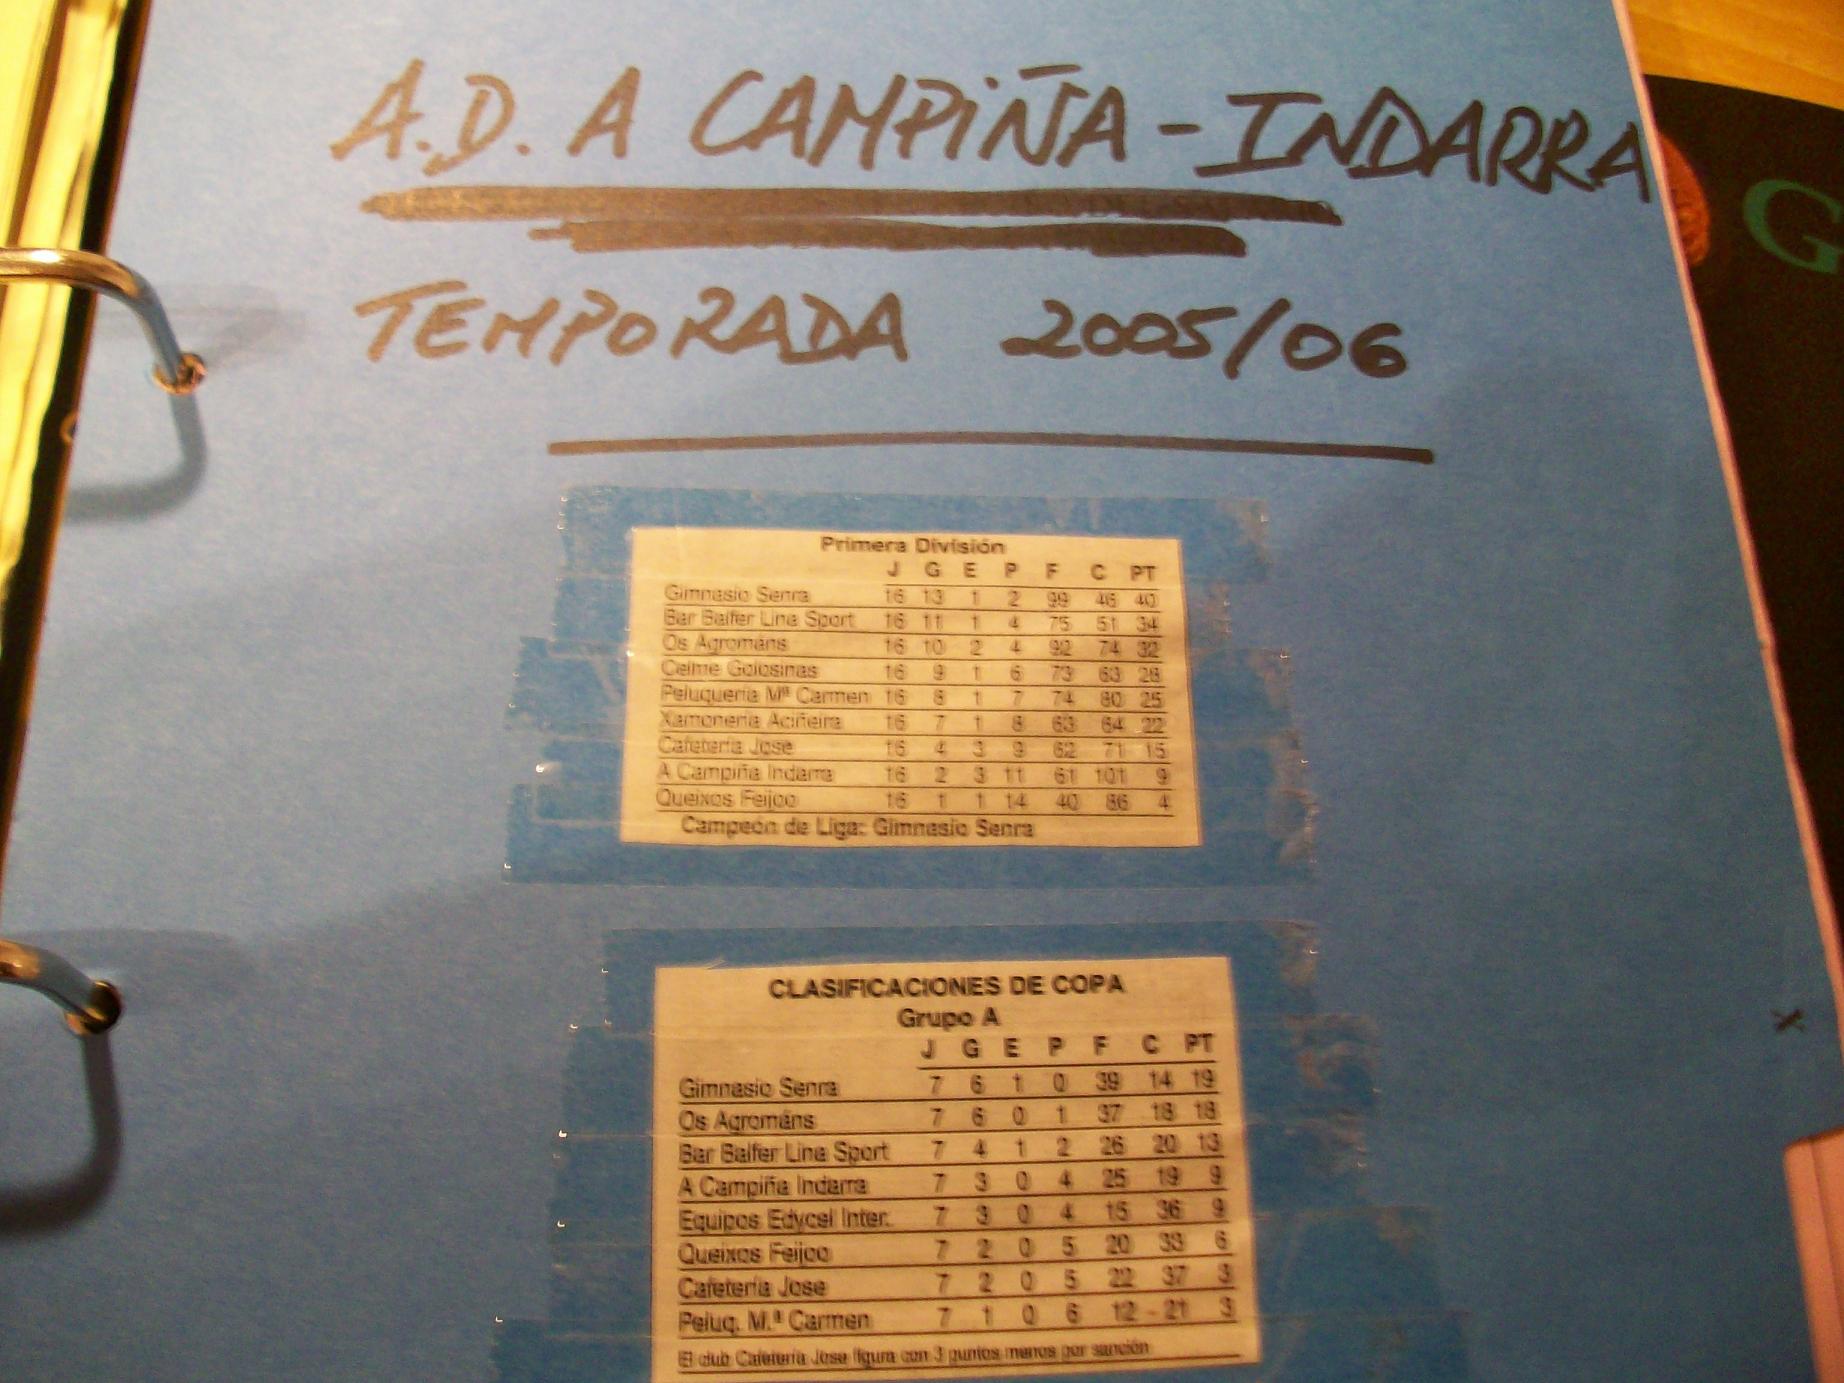 A.D. A CAMPIÑA - INDARRA
TEMPORADA 2005/06
G
Primera División
J G E P F C PT
Gimnasio Senra 16 13 1 2 99 46 40
Bar Balfer Lina Sport 16 11 1 4 75 51 34
Os Agrománs 16 10 2 4 92 74 32
Celme Golosinas 16 9 1 6 73 63 28
Peluquería Mª Carmen 16 8 1 7 74 80 25
Xamonería Aciñeira 16 7 1 8 63 64 22
Cafetería Jose 16 4 3 9 62 71 15
A Campiña Indarra 16 2 3 11 61 101 9
Queixos Feijoo 16 1 1 14 40 86 4
Campeón de Liga: Gimnasio Senra
CLASIFICACIONES DE COPA
Grupo A
J G E P F C PT
Gimnasio Senra 7 6 1 0 39 14 19
Os Agrománs 7 6 0 1 37 18 18
Bar Balfer Lina Sport 7 4 1 2 26 20 13
A Campiña Indarra 7 3 0 4 25 19 9
Equipos Edycel Inter. 7 3 0 4 15 36 9
Queixos Feijoo 7 2 0 5 20 33 6
Cafetería Jose 7 2 0 5 22 37 3
Peluq. M.ª Carmen 7 1 0 6 12 - 21 3
El club Cafetería Jose figura con 3 puntos menos por sanción